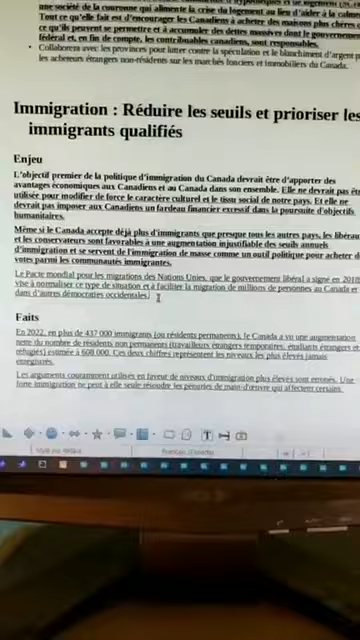 une société de la couronne qui alimente la crise du logement au lieu d'aider à la
Tout ce qu'elle fait est d'encourager les Canadiens à acheter des maisons plus chères
ce qu'ils peuvent se permettre et à accumuler des dettes massives dont le gouvernement
fédéral et, en fin de compte, les contribuables canadiens, sont responsables.
• Collaborera avec les provinces pour lutter contre la spéculation et le blanchiment d'argent
les acheteurs étrangers non-résidents sur les marchés fonciers et immobiliers du Canada.
Immigration : Réduire les seuils et prioriser les
immigrants qualifiés
Enjeu
L'objectif premier de la politique d'immigration du Canada devrait être d'apporter des
avantages économiques aux Canadiens et au Canada dans son ensemble. Elle ne devrait pas êt
utilisée pour modifier de force le caractère culturel et le tissu social de notre pays. Et elle ne
devrait pas imposer aux Canadiens un fardeau financier excessif dans la poursuite d'objectifs
humanitaires.
Même si le Canada accepte déjà plus d'immigrants que presque tous les autres pays, les libéraux
et les conservateurs sont favorables à une augmentation injustifiable des seuils annuels
d'immigration et se servent de l'immigration de masse comme un outil politique pour acheter de
votes parmi les communautés immigrantes.
Le Pacte mondial pour les migrations des Nations Unies, que le gouvernement libéral a signé en 2018
vise à normaliser ce type de situation et à faciliter la migration de millions de personnes au Canada et
dans d'autres démocraties occidentales.
Faits
En 2022, en plus de 437 000 immigrants (ou résidents permanents), le Canada a vu une augmentation
nette du nombre de résidents non permanents (travailleurs étrangers temporaires, étudiants étrangers et
réfugiés) estimée à 608 000. Ces deux chiffres représentent les niveaux les plus élevés jamais
enregistrés.
Les arguments couramment utilisés en faveur de niveaux d'immigration plus élevés sont erronés. Une
forte immigration ne peut à elle seule résoudre les pénuries de main-d'œuvre qui affectent certains